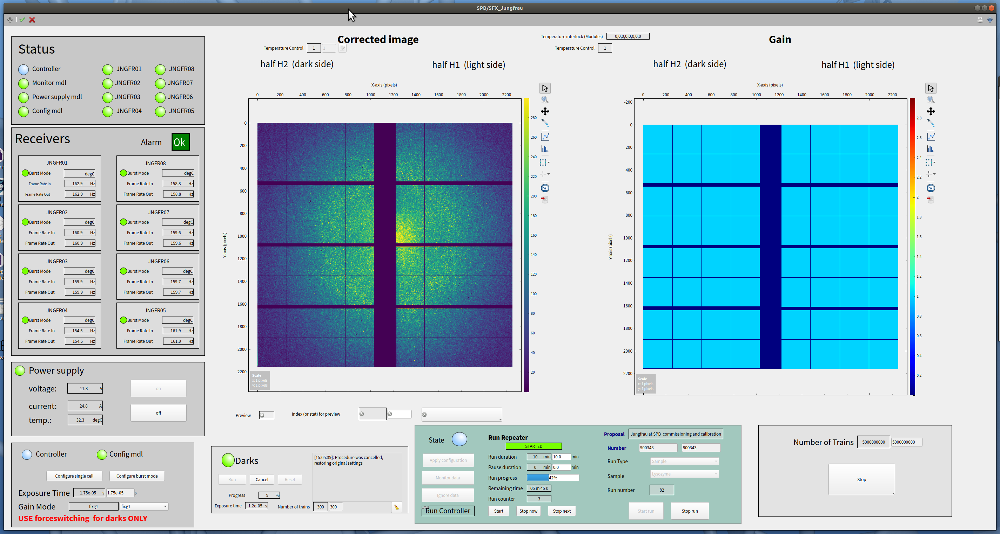 SPB/SFX_Jungfrau
Status
Controller
JNGFR01
JNGFR08
Monitor mdl
JNGFR02
JNGFR07
Power supply mdl
JNGFR03
JNGFR06
Config mdl
JNGFR04
JNGFR05
Receivers
Alarm
Ok
JNGFR01
Burst Mode degC
Frame Rate In 162.9 Hz
Frame Rate Out 162.9 Hz
JNGFR08
Burst Mode degC
Frame Rate In 158.8 Hz
Frame Rate Out 158.8 Hz
JNGFR02
Burst Mode degC
Frame Rate In 160.9 Hz
Frame Rate Out 160.9 Hz
JNGFR07
Burst Mode degC
Frame Rate In 159.6 Hz
Frame Rate Out 159.6 Hz
JNGFR03
Burst Mode degC
Frame Rate In 159.9 Hz
Frame Rate Out 159.9 Hz
JNGFR06
Burst Mode degC
Frame Rate In 159.7 Hz
Frame Rate Out 159.7 Hz
JNGFR04
Burst Mode degC
Frame Rate In 154.5 Hz
Frame Rate Out 154.5 Hz
JNGFR05
Burst Mode degC
Frame Rate In 161.9 Hz
Frame Rate Out 161.9 Hz
Power supply
voltage: 11.8 V
on
current: 24.8 A
off
temp.: 32.3 degC
Controller
Config mdl
Configure single cell
Configure burst mode
Exposure Time 1.75e-05 s 1.75e-05 s
Gain Mode fixg1 fixg1
USE forceswitching for darks ONLY
Corrected image
Temperature Control 1 1
half H2 (dark side)
half H1 (light side)
X-axis (pixels)
0 200 400 600 800 1000 1200 1400 1600 1800 2000 2200
Y-axis (pixels)
0
200
400
600
800
1000
1200
1400
1600
1800
2000
2200
Scale
x: 1 pixels
y: 1 pixels
280
260
240
220
200
180
160
140
120
100
80
60
40
20
Temperature interlock (Modules) 0,0,0,0,0,0,0,0
Temperature Control 1
Gain
half H2 (dark side)
half H1 (light side)
X-axis (pixels)
0 200 400 600 800 1000 1200 1400 1600 1800 2000 2200
Y-axis (pixels)
-200
0
200
400
600
800
1000
1200
1400
1600
1800
2000
2200
Scale
x: 1 pixels
y: 1 pixels
2.8
2.6
2.4
2.2
2
1.8
1.6
1.4
1.2
1
0.8
0.6
0.4
0.2
Preview
Index (or stat) for preview
Darks
Run
Cancel
Reset
[15:05:39]: Procedure was cancelled,
restoring original settings
Progress 9 %
Exposure time 1.2e-05 s
Number of trains 300 300
State
Apply configuration
Monitor data
Ignore data
Run Controller
Run Repeater
STARTED
Run duration 10 min 10.0 min
Pause duration 0 min 0.0 min
Run progress 42%
Remaining time 05 m 45 s
Run counter 3
Start
Stop now
Stop next
Proposal Jungfrau at SPB commissioning and calibration
Number 900343 900343
Run Type Sample
Sample Lysozyme
Run number 82
Start run
Stop run
Number of Trains 5000000000 5000000000
Stop